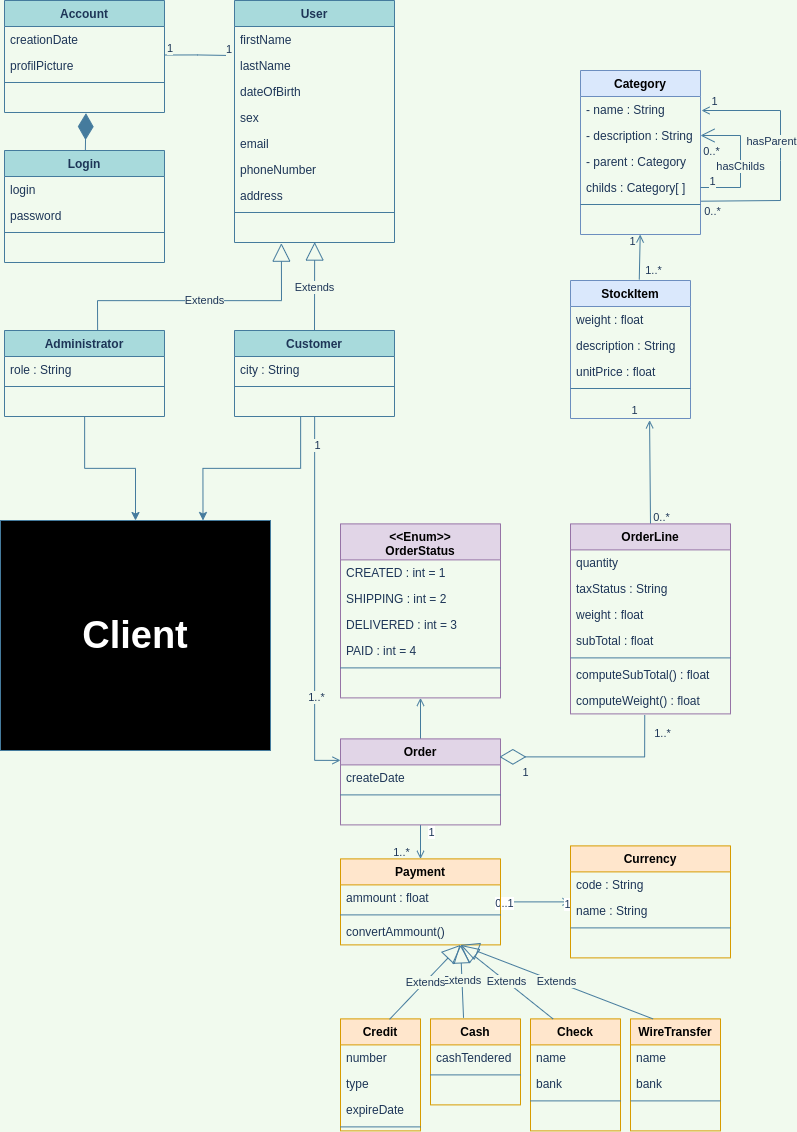 Account
creationDate
profilPicture
1
1
User
firstName
lastName
dateOfBirth
sex
email
phoneNumber
address
Login
login
password
Category
- name : String
- description : String
- parent : Category
childs : Category[ ]
1
hasParent
0..*
hasChilds
1
0..*
1
1..*
StockItem
weight : float
description : String
unitPrice : float
1
Extends
Extends
Administrator
role : String
Customer
city : String
1
1..*
Client
<<Enum>>
OrderStatus
CREATED : int = 1
SHIPPING : int = 2
DELIVERED : int = 3
PAID : int = 4
0..*
OrderLine
quantity
taxStatus : String
weight : float
subTotal : float
computeSubTotal() : float
computeWeight() : float
1..*
1
Order
createDate
1
1..*
Payment
ammount : float
convertAmmount()
0..1
1
Currency
code : String
name : String
Extends
Extends
Extends
Extends
Credit
number
type
expireDate
Cash
cashTendered
Check
name
bank
WireTransfer
name
bank